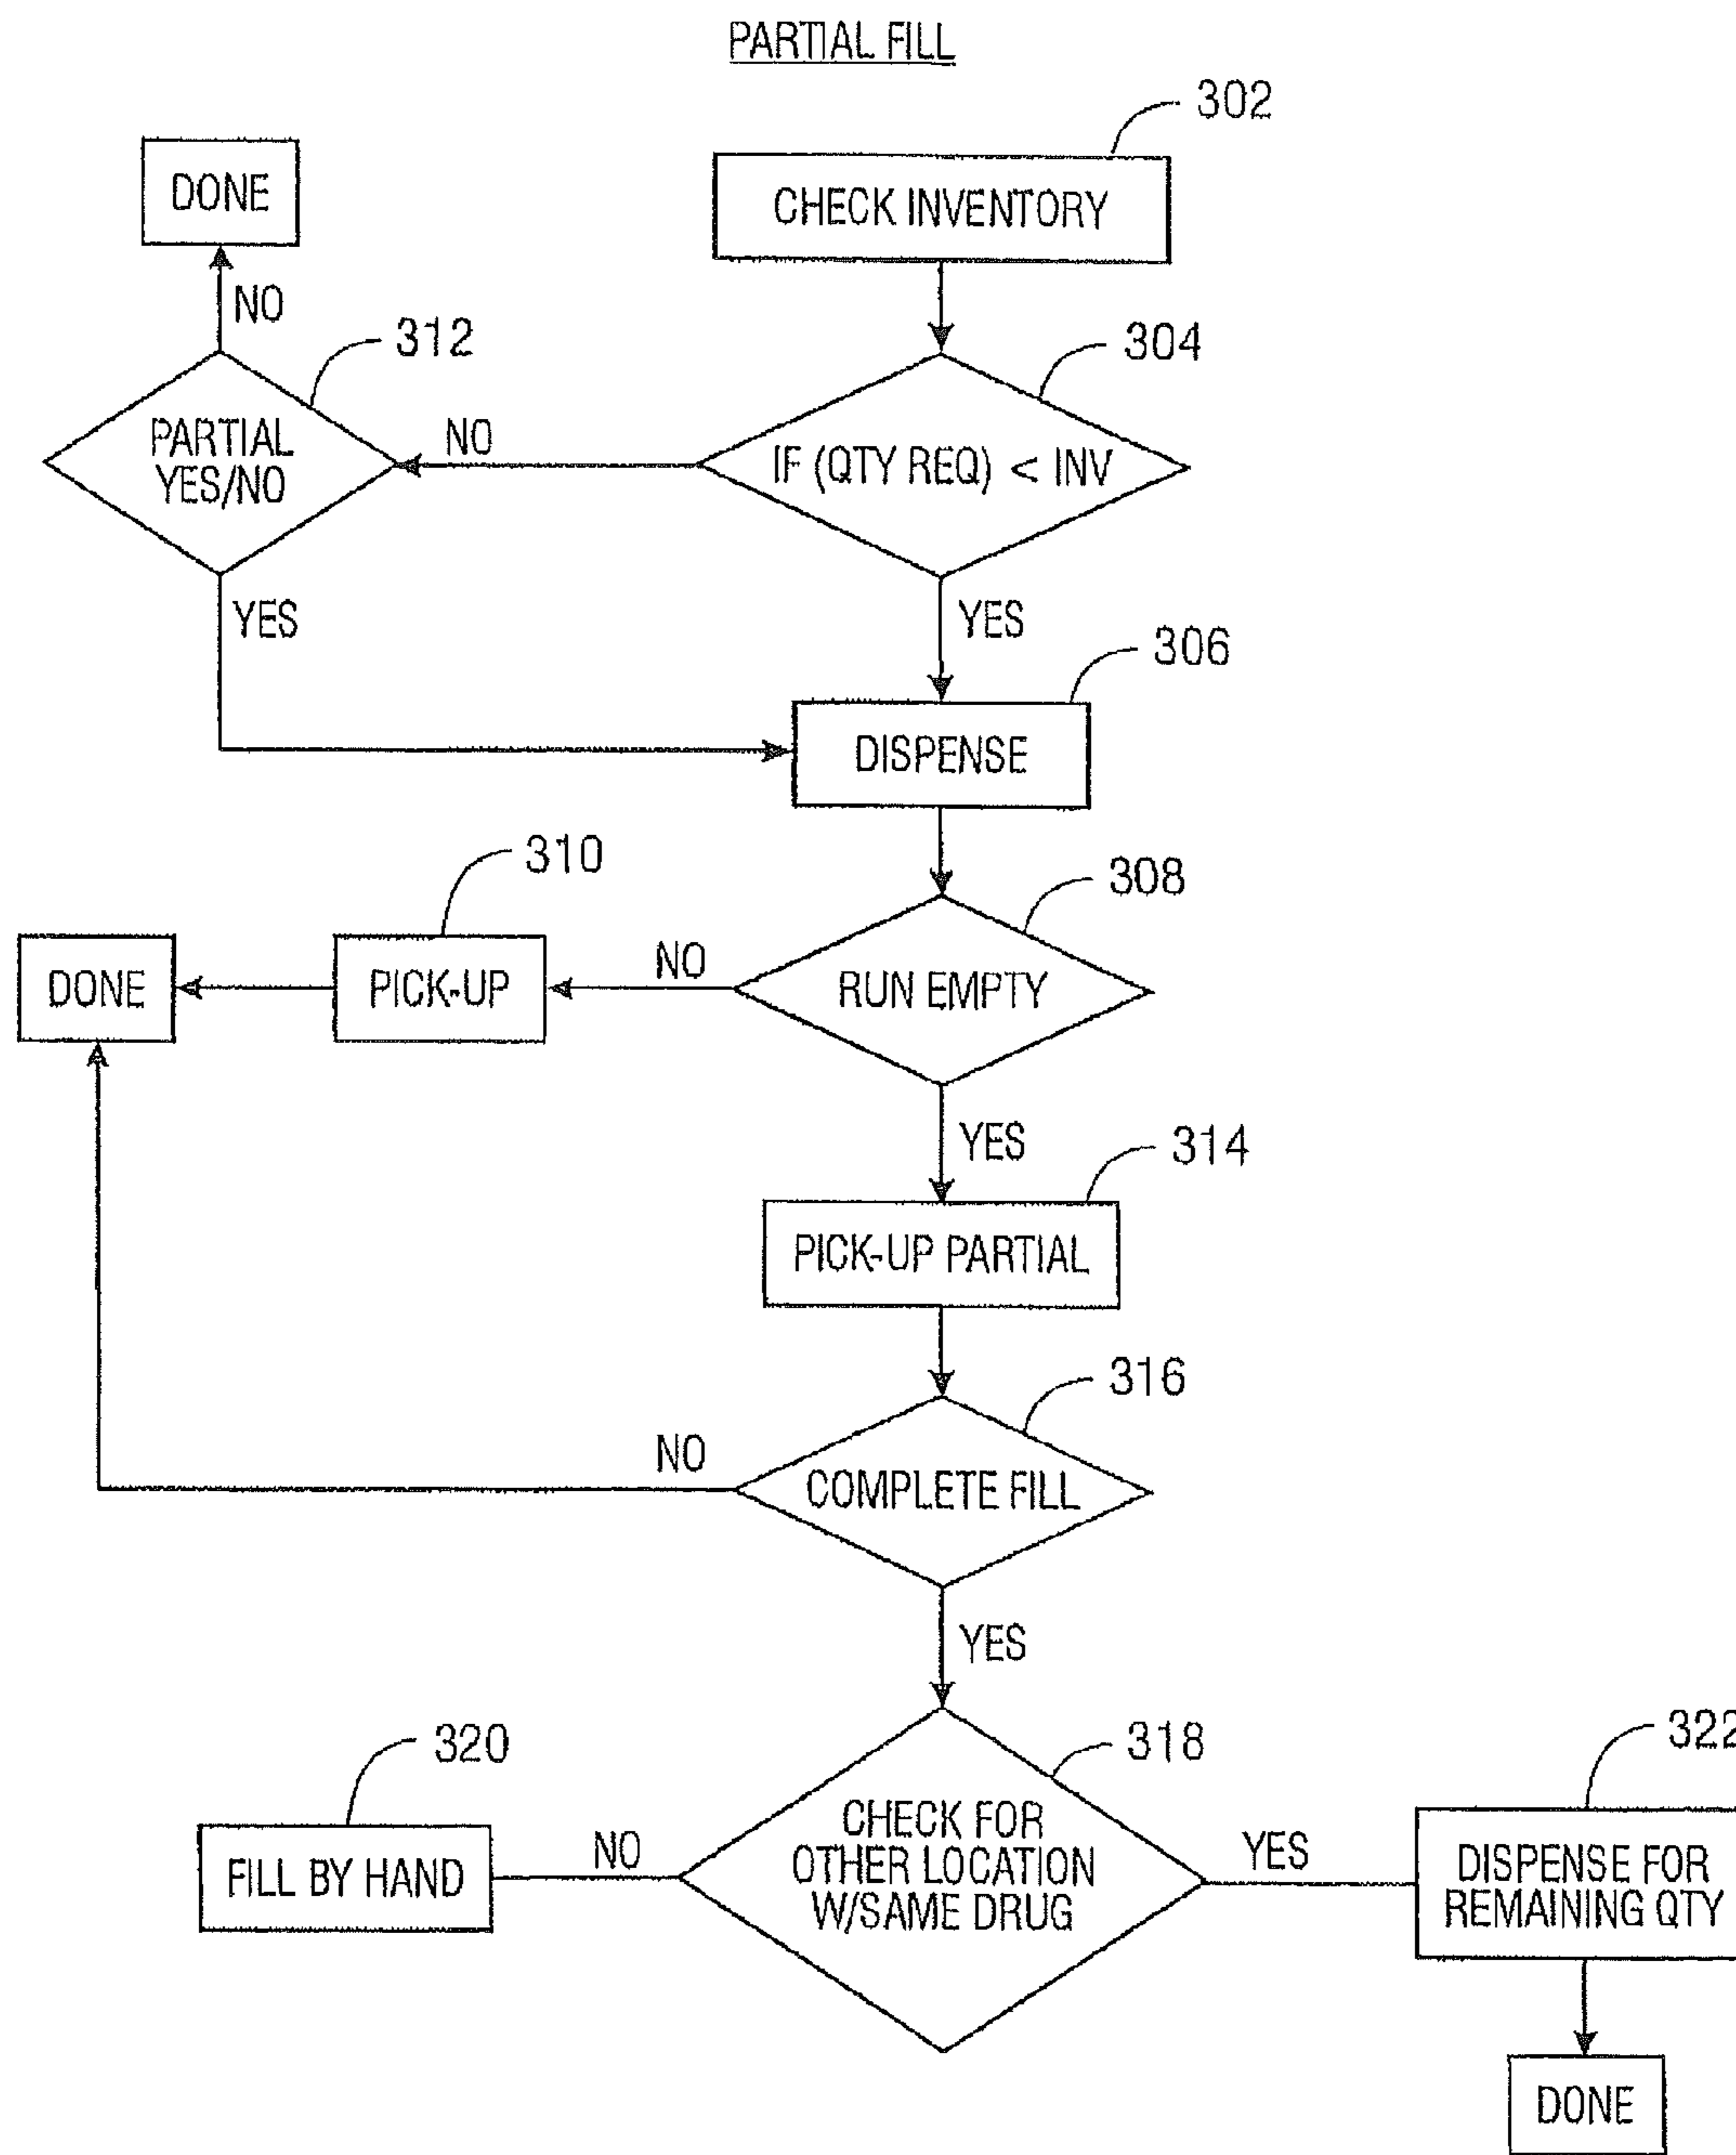 PARTIAL FILL
302
DONE
CHECK INVENTORY
NO
312
304
PARTIAL
YES/NO
NO
IF (QTY REQ) < INV
YES
YES
306
DISPENSE
310
308
DONE
PICK-UP
NO
RUN EMPTY
YES
314
PICK-UP PARTIAL
316
NO
COMPLETE FILL
YES
320
318
322
FILL BY HAND
NO
CHECK FOR
OTHER LOCATION
W/SAME DRUG
YES
DISPENSE FOR
REMAINING QTY
DONE